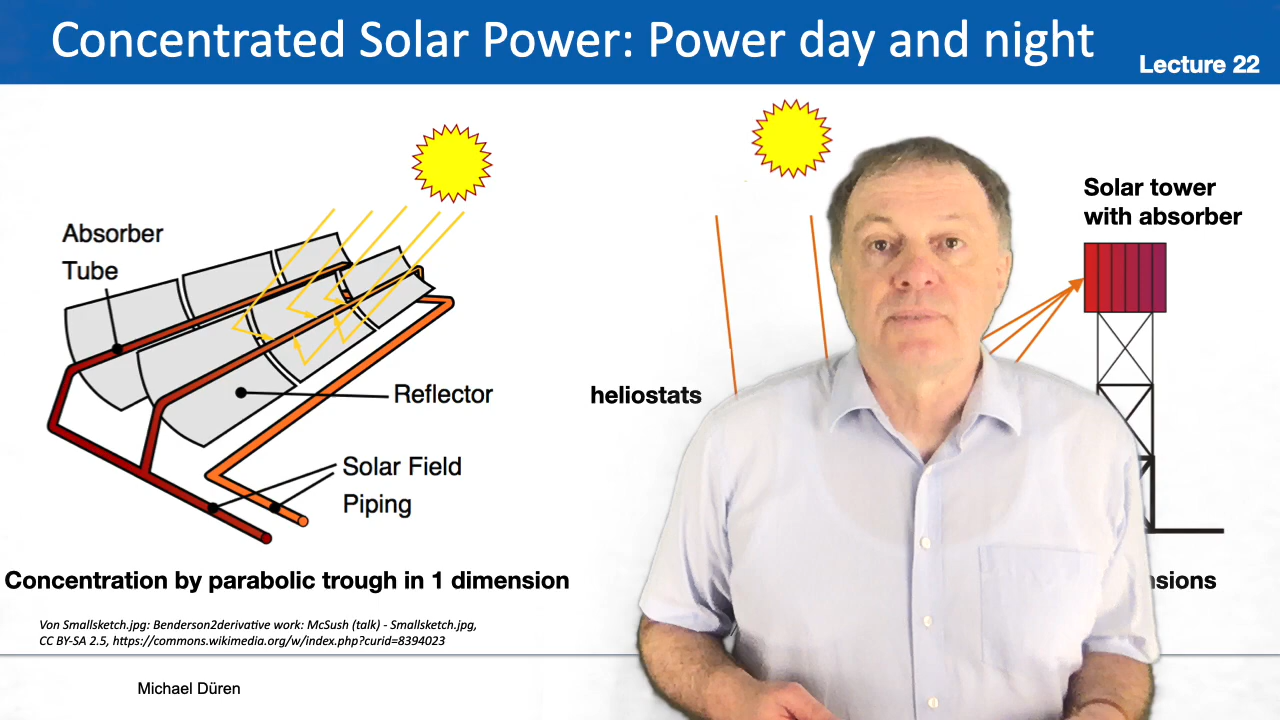 Concentrated Solar Power: Power day and night
Lecture 22
Absorber
Tube
Reflector
Solar Field
Piping
Concentration by parabolic trough in 1 dimension
Von Smallsketch.jpg: Benderson2derivative work: McSush (talk) - Smallsketch.jpg,
CC BY-SA 2.5, https://commons.wikimedia.org/w/index.php?curid=8394023
Solar tower
with absorber
heliostats
Michael Düren